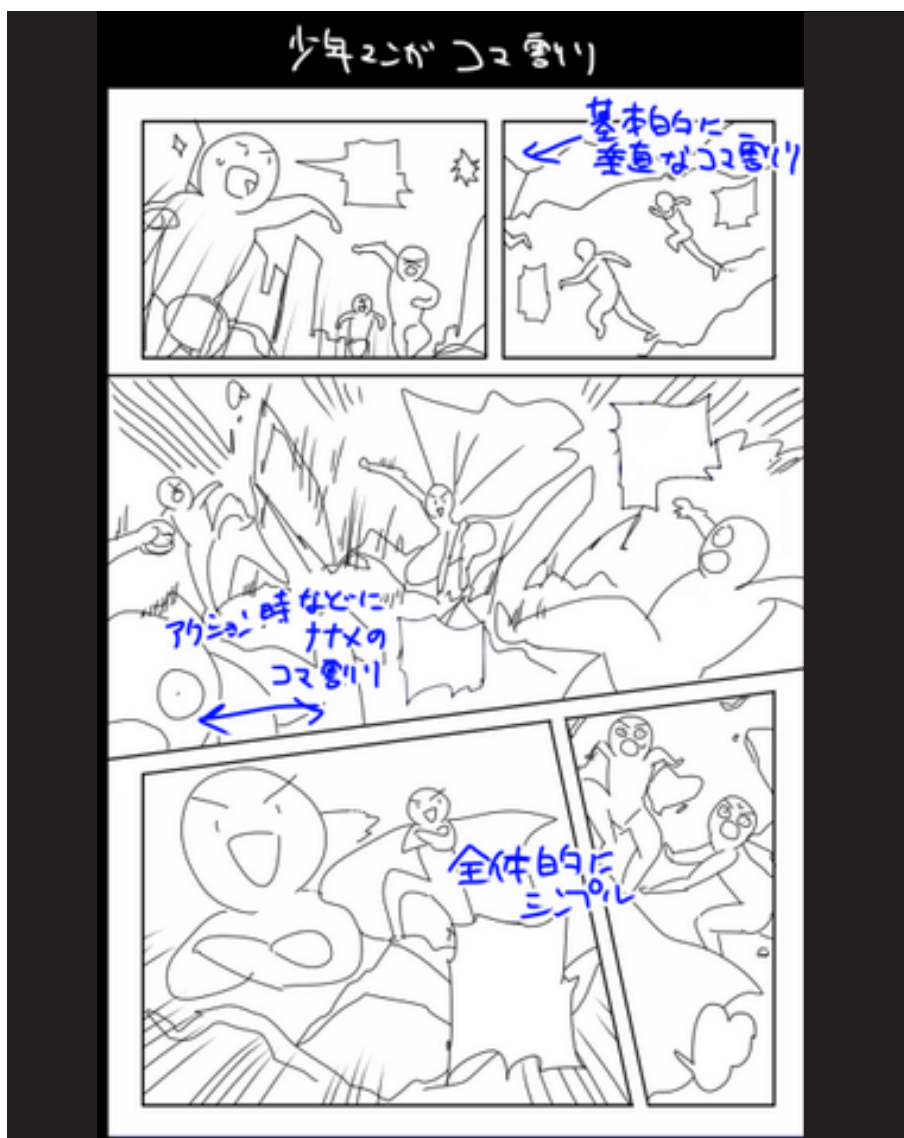 少年マンガ コマ割り
基本的に
垂直なコマ割り
アクション時などに
ナナメの
コマ割り
全体的に
シンプル